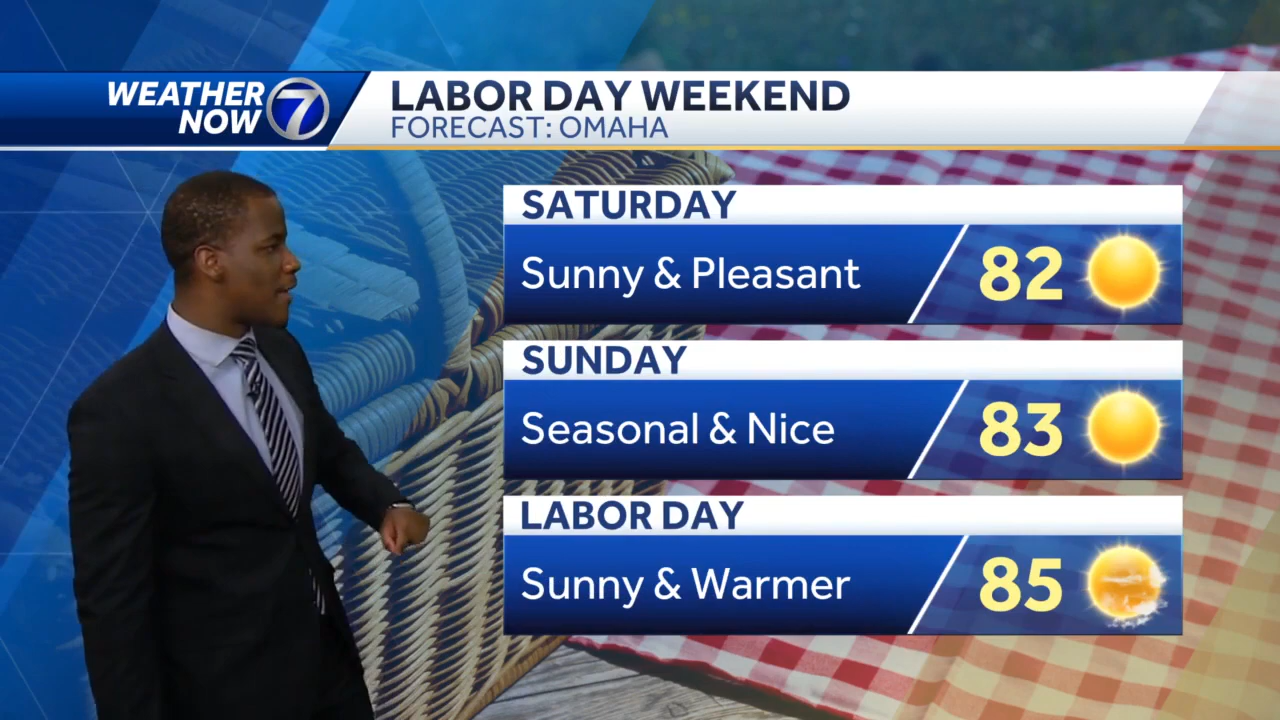 WEATHER
NOW 7
LABOR DAY WEEKEND
FORECAST: OMAHA
SATURDAY
Sunny & Pleasant 82
SUNDAY
Seasonal & Nice 83
LABOR DAY
Sunny & Warmer 85